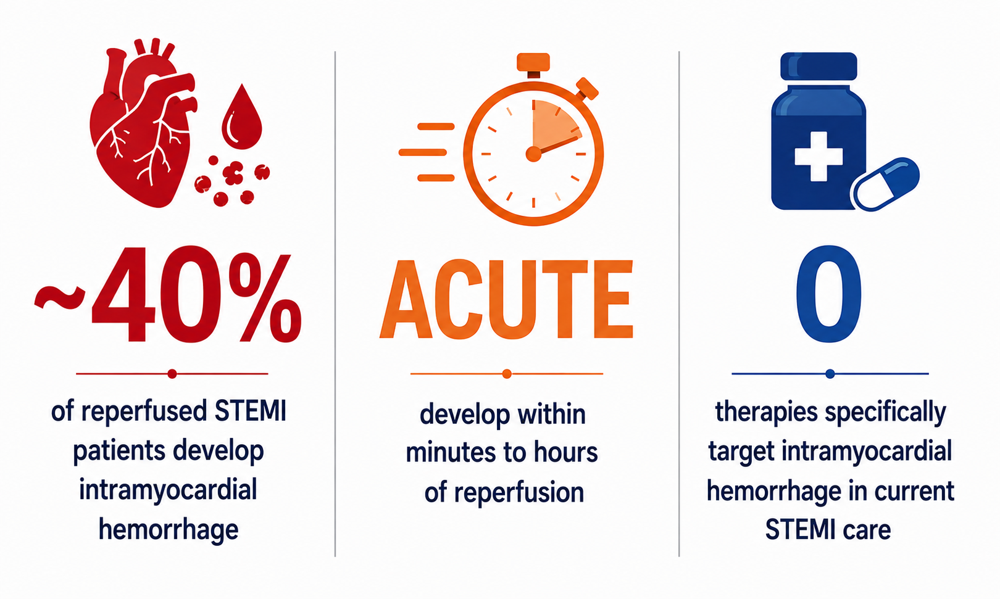 ~40%
of reperfused STEMI
patients develop
intramyocardial
hemorrhage
ACUTE
develop within
minutes to hours
of reperfusion
0
therapies specifically
target intramyocardial
hemorrhage in current
STEMI care